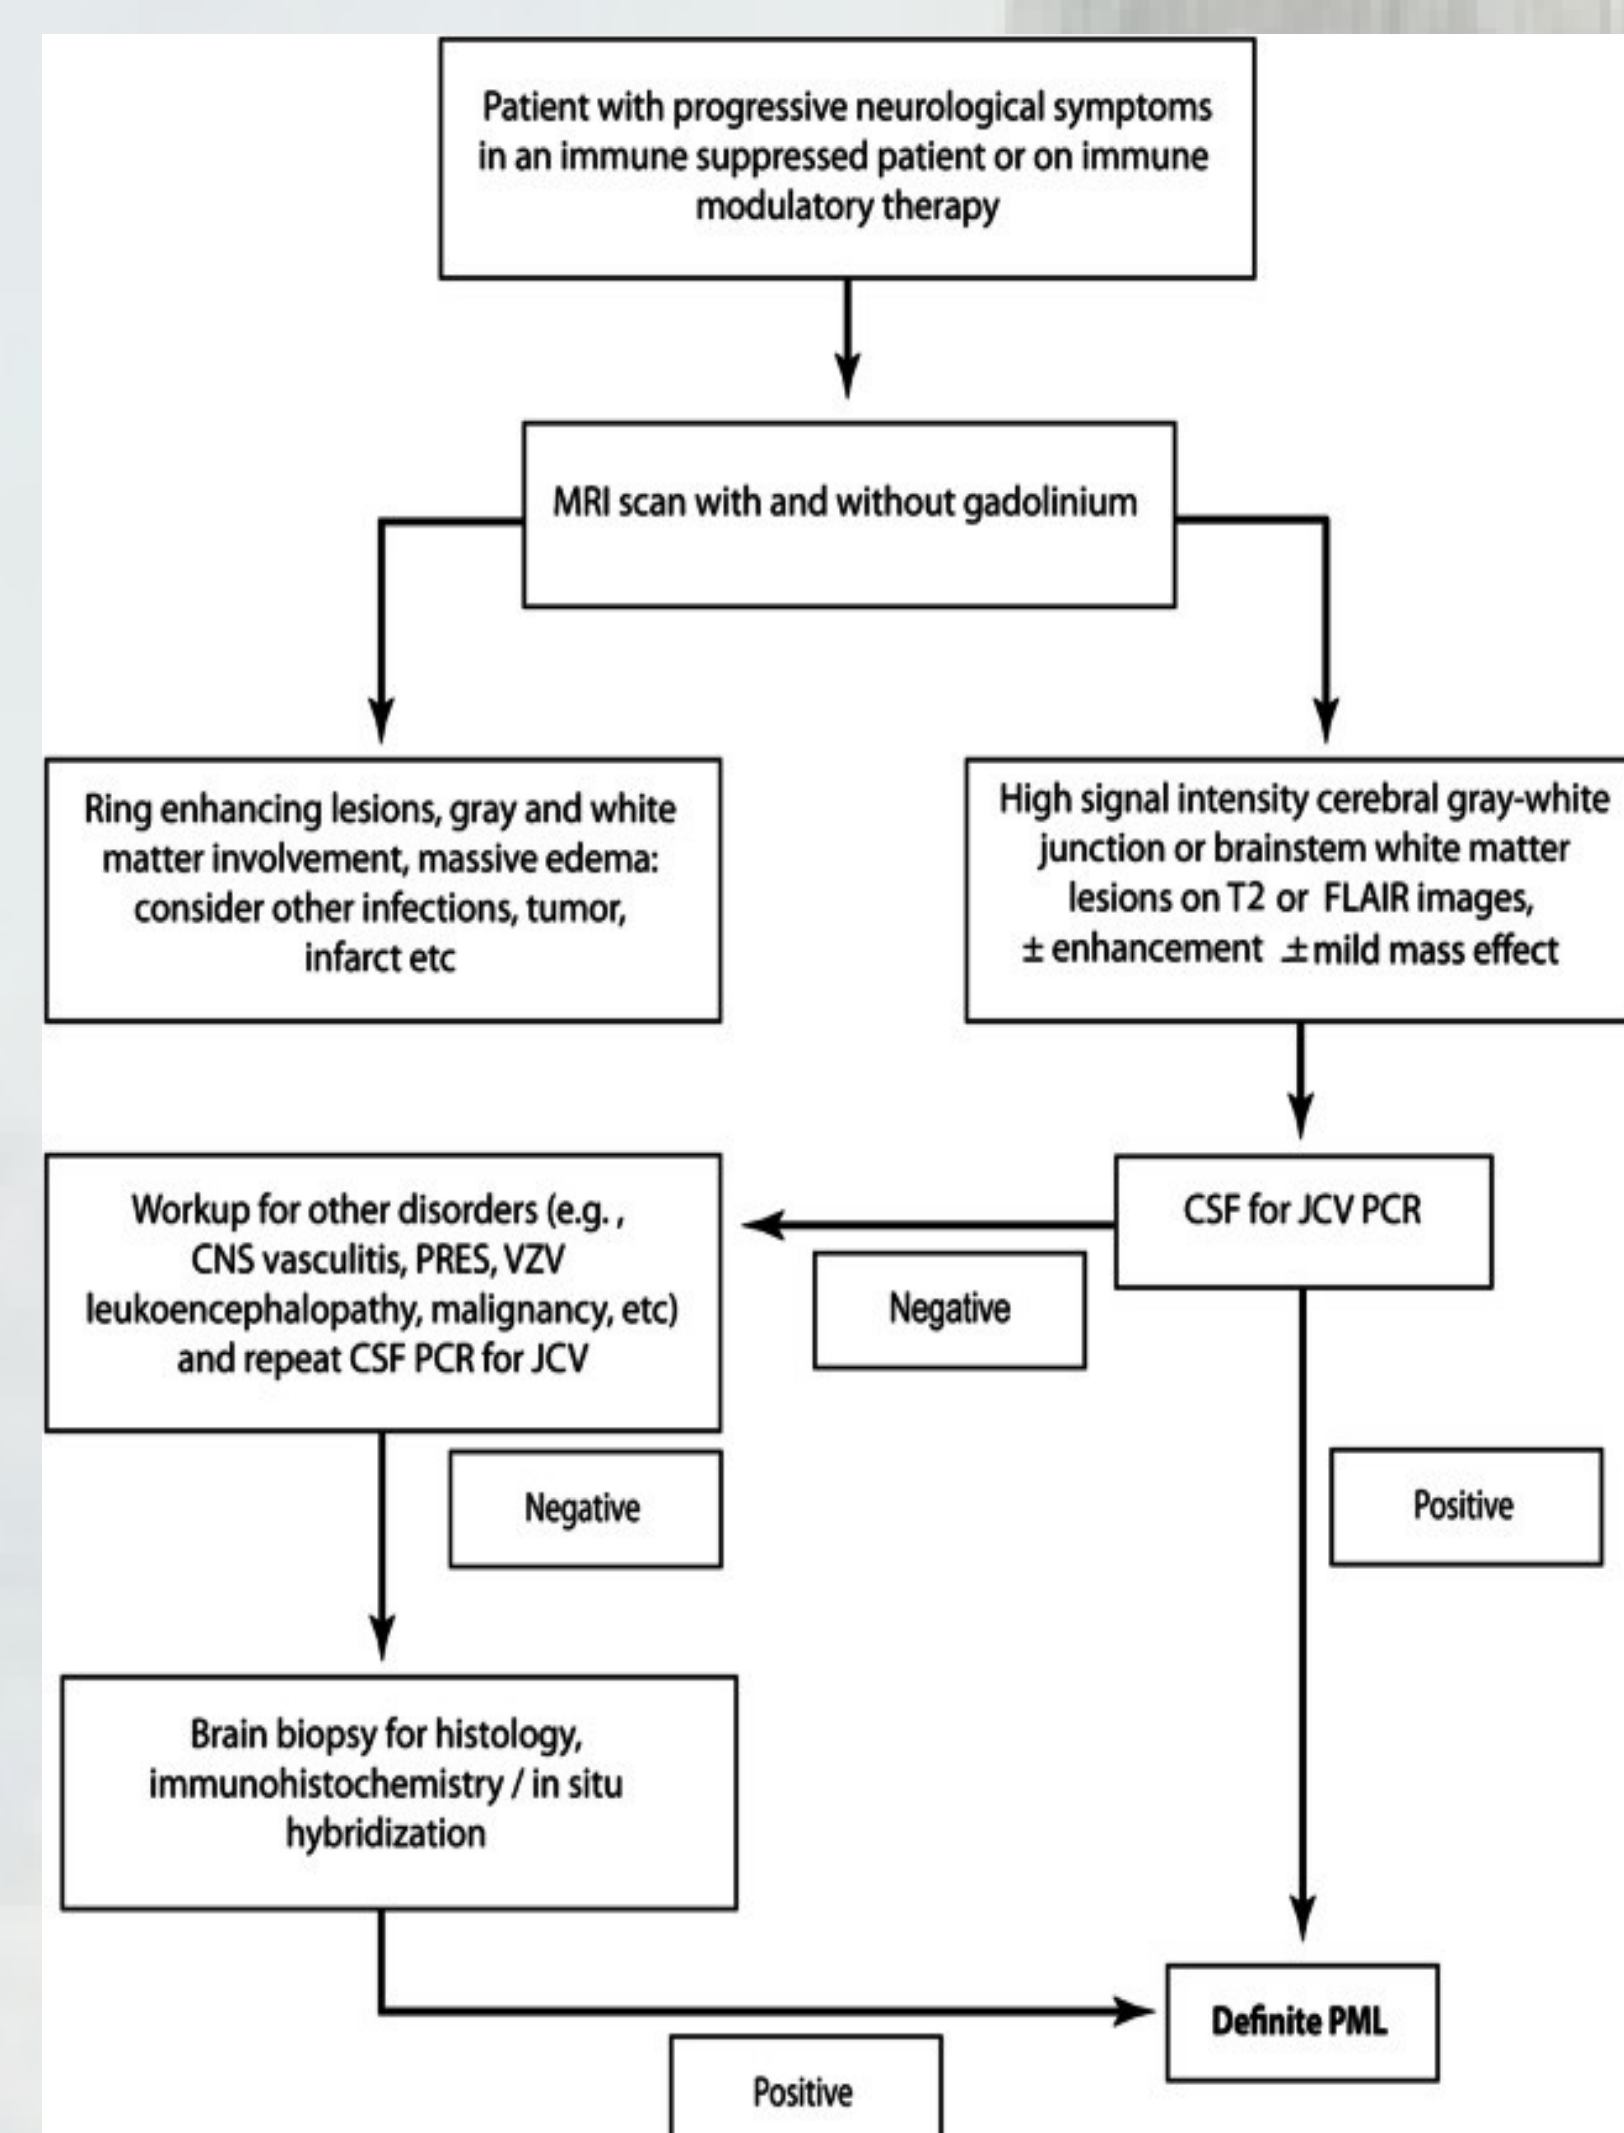 Patient with progressive neurological symptoms
in an immune suppressed patient or on immune
modulatory therapy
MRI scan with and without gadolinium
Ring enhancing lesions, gray and white
matter involvement, massive edema:
consider other infections, tumor,
infarct etc
High signal intensity cerebral gray-white
junction or brainstem white matter
lesions on T2 or FLAIR images,
± enhancement ± mild mass effect
CSF for JCV PCR
Negative
Workup for other disorders (e.g. ,
CNS vasculitis, PRES, VZV
leukoencephalopathy, malignancy, etc)
and repeat CSF PCR for JCV
Negative
Positive
Brain biopsy for histology,
immunohistochemistry / in situ
hybridization
Definite PML
Positive